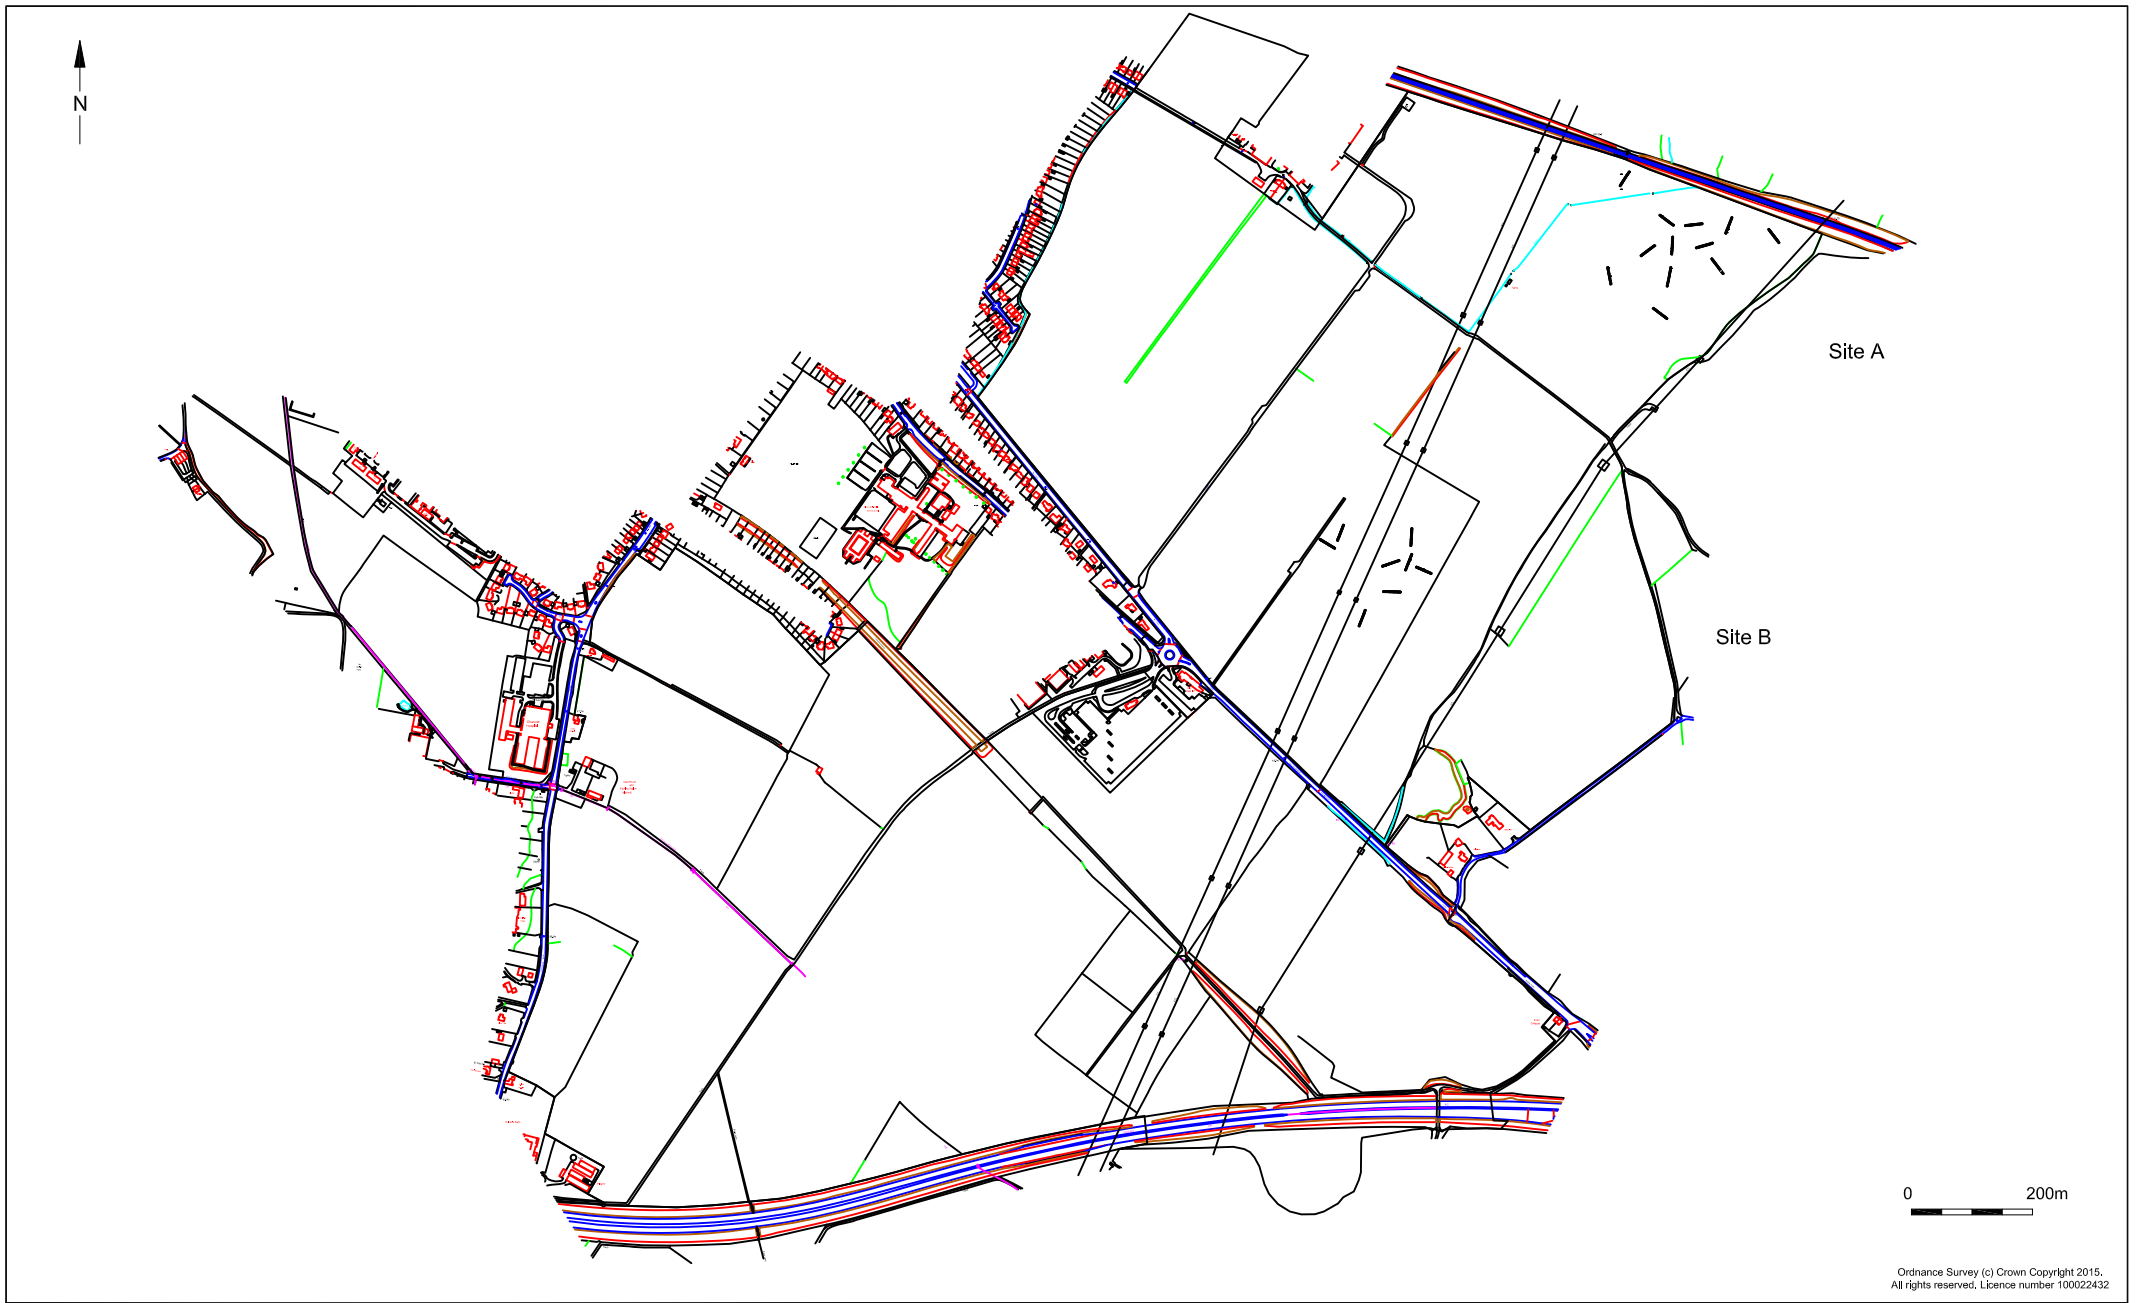 N
Site A
Site B
0 200m
Ordnance Survey (c) Crown Copyright 2015.
All rights reserved. Licence number 100022432